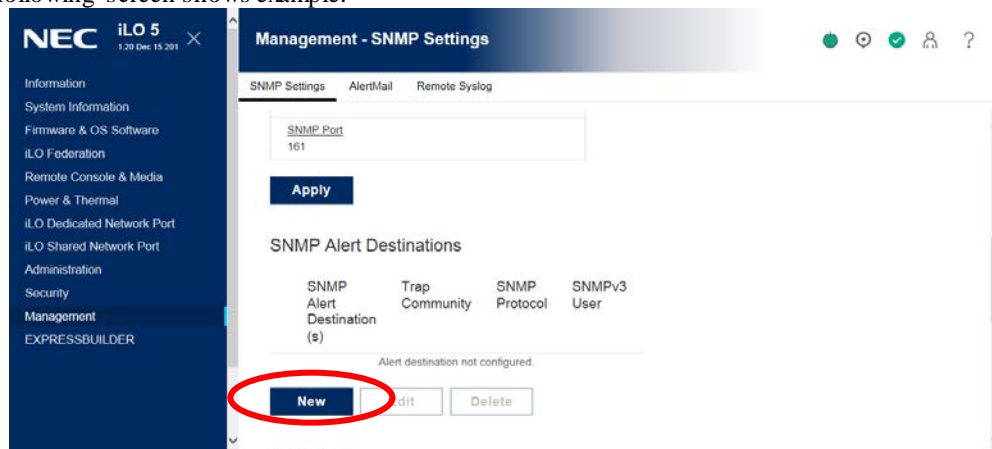 following screen shows example.
NEC iLO 5
1.20 Dec 15 201
Management - SNMP Settings
?
Information
System Information
Firmware & OS Software
iLO Federation
Remote Console & Media
Power & Thermal
iLO Dedicated Network Port
iLO Shared Network Port
Administration
Security
Management
EXPRESSBUILDER
SNMP Settings AlertMail Remote Syslog
SNMP Port
161
Apply
SNMP Alert Destinations
SNMP Alert Destination (s)
Trap Community
SNMP Protocol
SNMPv3 User
Alert destination not configured.
New Edit Delete